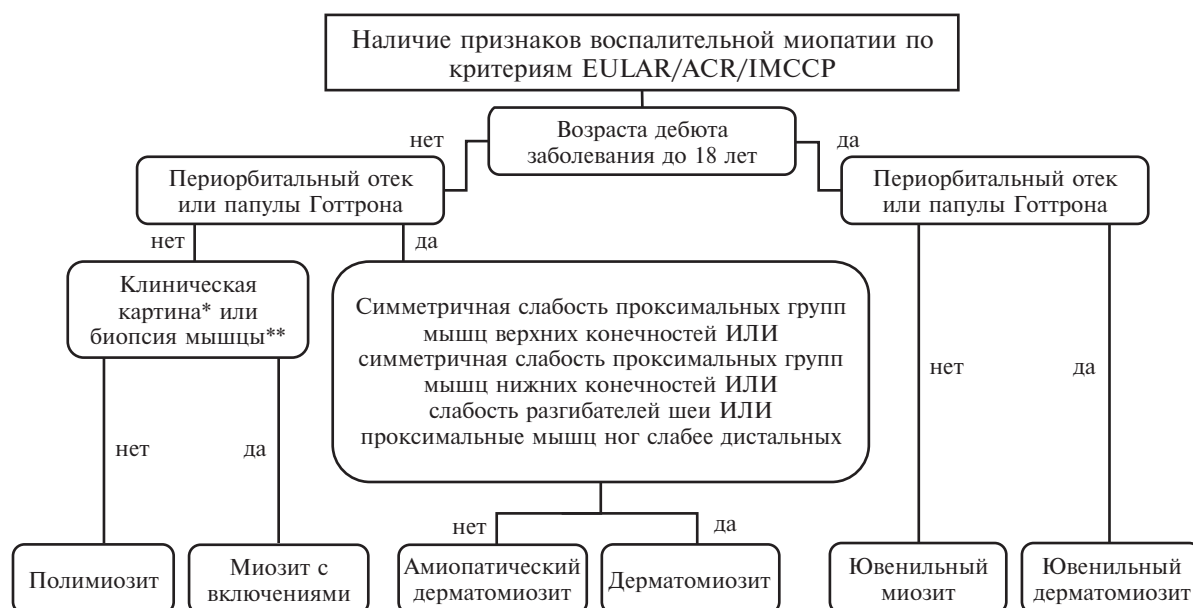 Наличие признаков воспалительной миопатии по
критериям EULAR/ACR/IMCCP
Возраста дебюта
заболевания до 18 лет
нет
да
Периорбитальный отек
или папулы Готтрона
Периорбитальный отек
или папулы Готтрона
нет
да
Клиническая
картина* или
биопсия мышцы**
Симметричная слабость проксимальных групп
мышц верхних конечностей ИЛИ
симметричная слабость проксимальных групп
мышц нижних конечностей ИЛИ
слабость разгибателей шеи ИЛИ
проксимальные мышц ног слабее дистальных
нет
да
нет
да
нет
да
Полимиозит
Миозит с
включениями
Амиопатический
дерматомиозит
Дерматомиозит
Ювенильный
миозит
Ювенильный
дерматомиозит